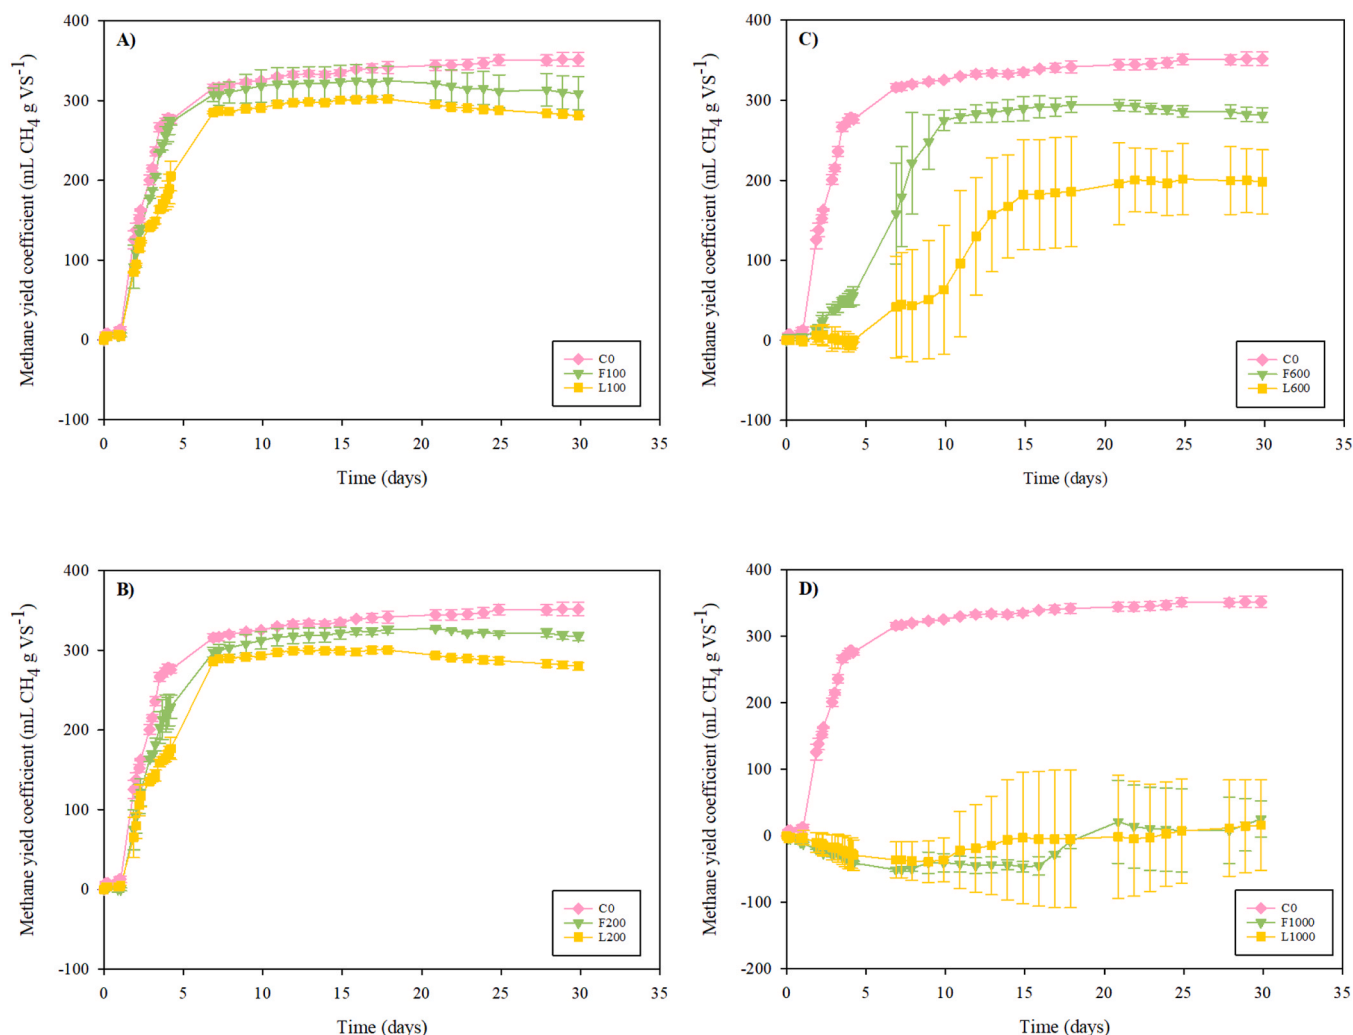 A)
Methane yield coefficient (mL CH4 g VS-1)
400
300
200
100
0
-100
C0
F100
L100
0 5 10 15 20 25 30 35
Time (days)
C)
Methane yield coefficient (mL CH4 g VS-1)
400
300
200
100
0
-100
C0
F600
L600
0 5 10 15 20 25 30 35
Time (days)
B)
Methane yield coefficient (mL CH4 g VS-1)
400
300
200
100
0
-100
C0
F200
L200
0 5 10 15 20 25 30 35
Time (days)
D)
Methane yield coefficient (mL CH4 g VS-1)
400
300
200
100
0
-100
-200
C0
F1000
L1000
0 5 10 15 20 25 30 35
Time (days)